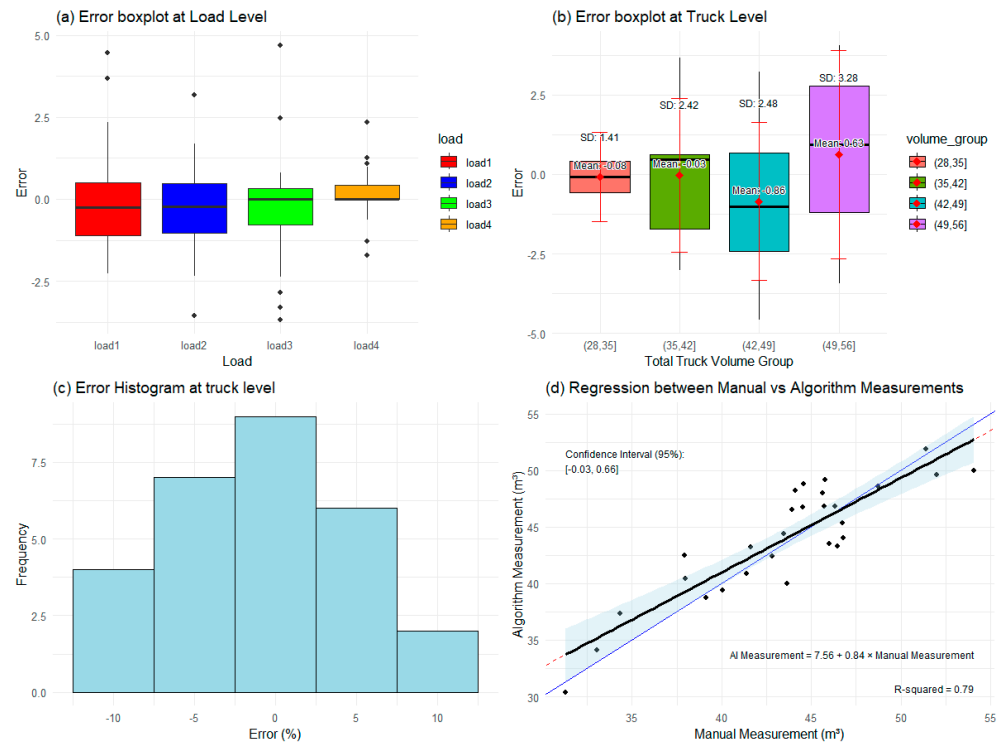 (a) Error boxplot at Load Level
5.0
2.5
0.0
-2.5
Error
load1 load2 load3 load4
Load
load
load1
load2
load3
load4
(b) Error boxplot at Truck Level
2.5
0.0
-2.5
-5.0
Error
SD: 1.41
Mean: -0.08
SD: 2.42
Mean: -0.03
SD: 2.48
Mean: -0.86
SD: 3.28
Mean: 0.63
(28,35] (35,42] (42,49] (49,56]
Total Truck Volume Group
volume_group
(28,35]
(35,42]
(42,49]
(49,56]
(c) Error Histogram at truck level
7.5
5.0
2.5
0.0
Frequency
-10 -5 0 5 10
Error (%)
(d) Regression between Manual vs Algorithm Measurements
55
50
45
40
35
30
Algorithm Measurement (m³)
Confidence Interval (95%):
[-0.03, 0.66]
AI Measurement = 7.56 + 0.84 × Manual Measurement
R-squared = 0.79
35 40 45 50 55
Manual Measurement (m³)